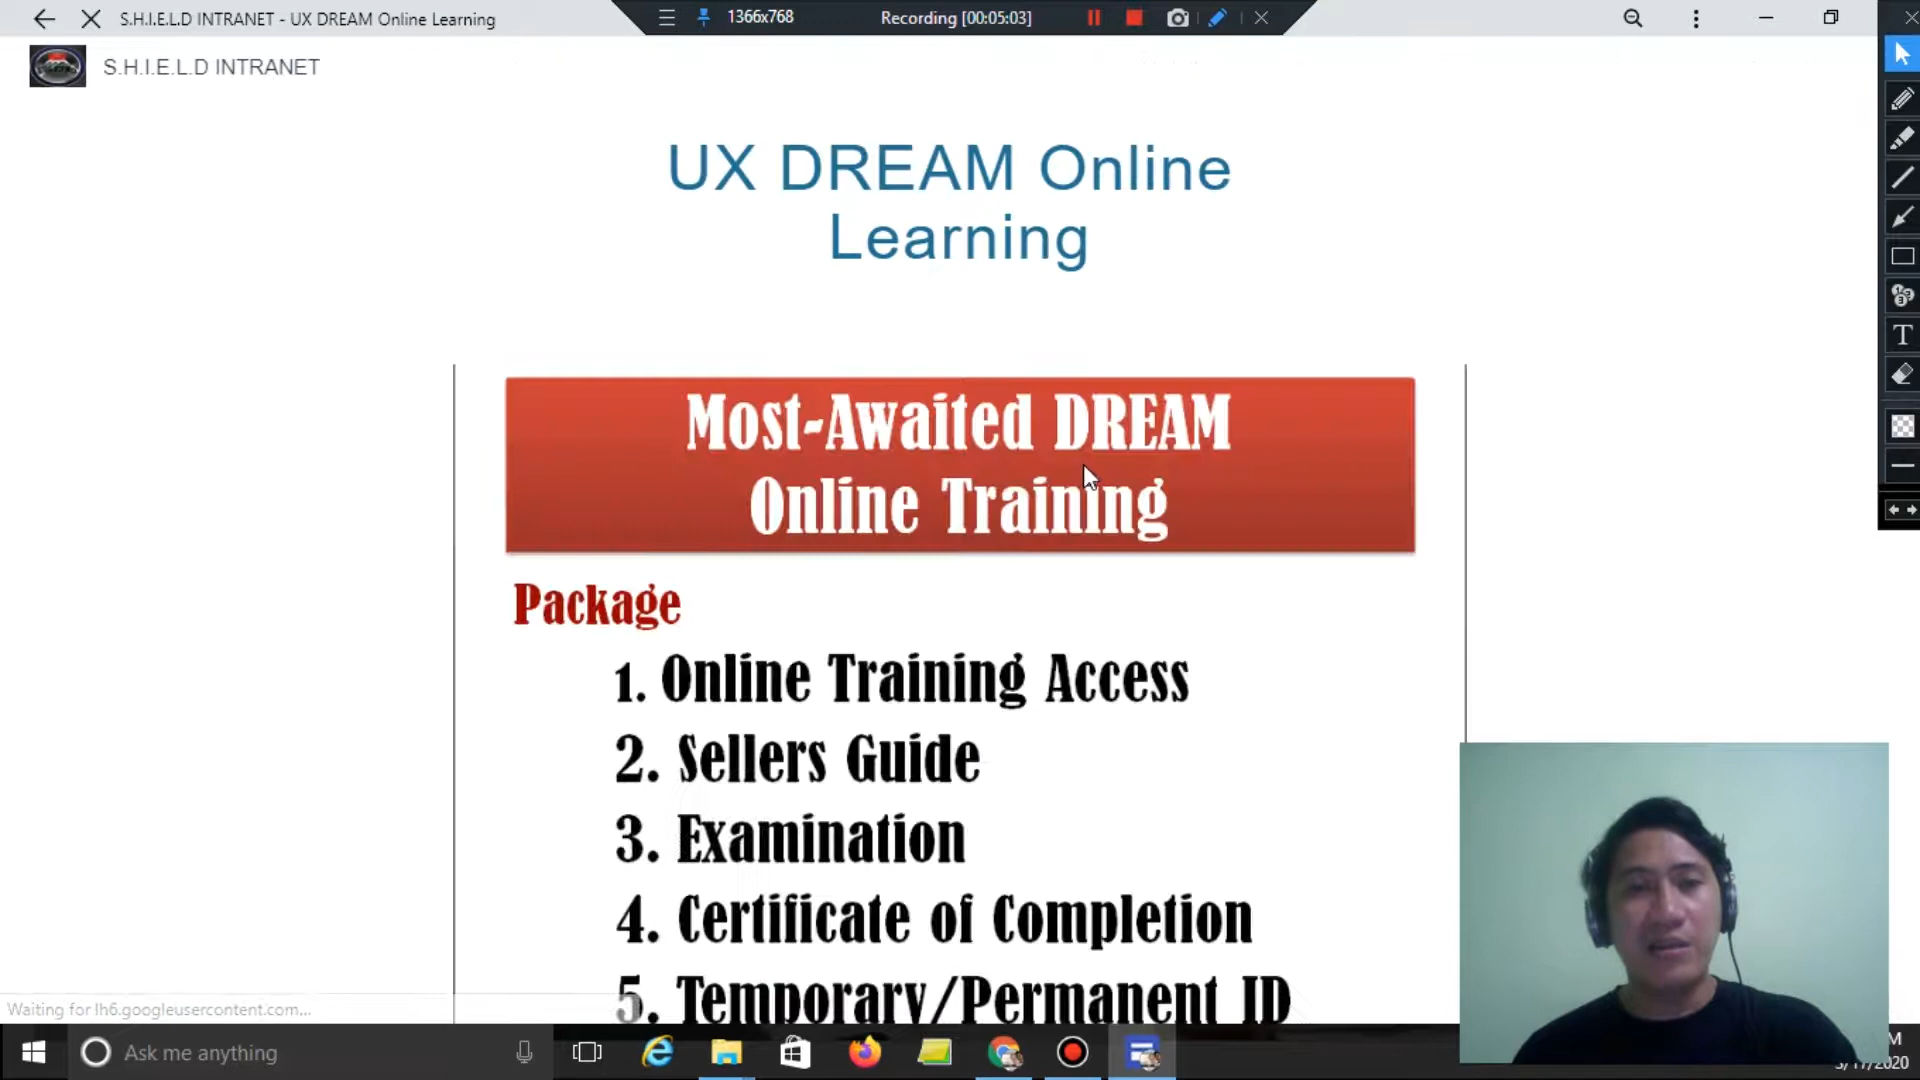 S.H.I.E.L.D INTRANET - UX DREAM Online Learning
1366x768
Recording [00:05:03]
S.H.I.E.L.D INTRANET
UX DREAM Online
Learning
Most-Awaited DREAM
Online Training
Package
1. Online Training Access
2. Sellers Guide
3. Examination
4. Certificate of Completion
5. Temporary/Permanent ID
Waiting for lh6.googleusercontent.com...
Ask me anything